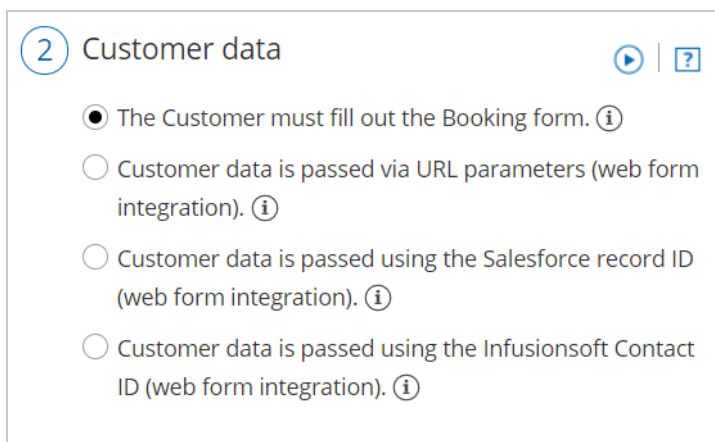 2 Customer data
?
The Customer must fill out the Booking form. i
Customer data is passed via URL parameters (web form
integration). i
Customer data is passed using the Salesforce record ID
(web form integration). i
Customer data is passed using the Infusionsoft Contact
ID (web form integration). i